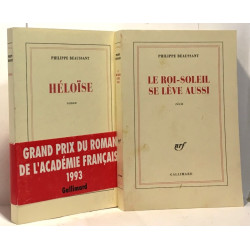 PHILIPPE BEAUSSANT
HÉLOÏSE
roman
GRAND PRIX DU ROMAN
DE L'ACADÉMIE FRANÇAIS
1993
Gallimard
PHILIPPE BEAUSSANT
LE ROI-SOLEIL
SE LÈVE AUSSI
récit
nrf
GALLIMARD